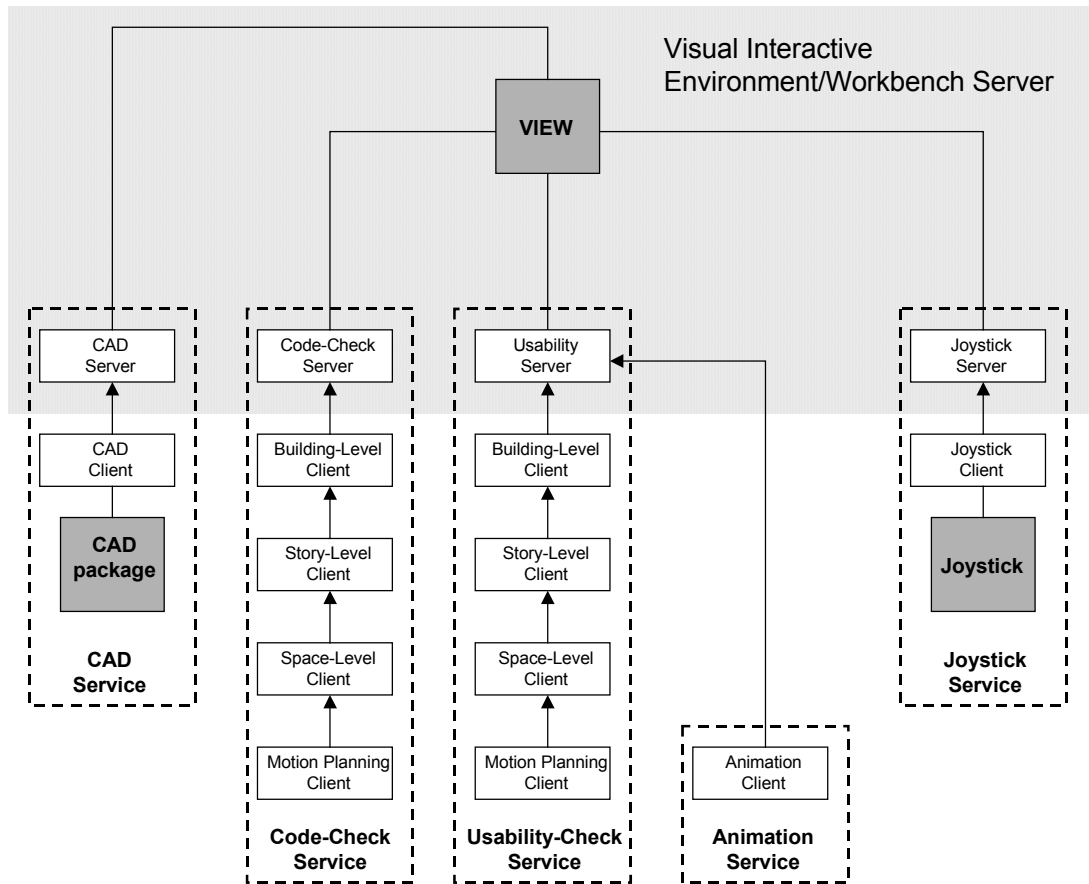 Visual Interactive
Environment/Workbench Server
VIEW
CAD
Server
Code-Check
Server
Usability
Server
Joystick
Server
CAD
Client
Building-Level
Client
Building-Level
Client
Joystick
Client
CAD
package
Story-Level
Client
Story-Level
Client
Joystick
CAD
Service
Space-Level
Client
Space-Level
Client
Joystick
Service
Motion Planning
Client
Motion Planning
Client
Animation
Client
Code-Check
Service
Usability-Check
Service
Animation
Service